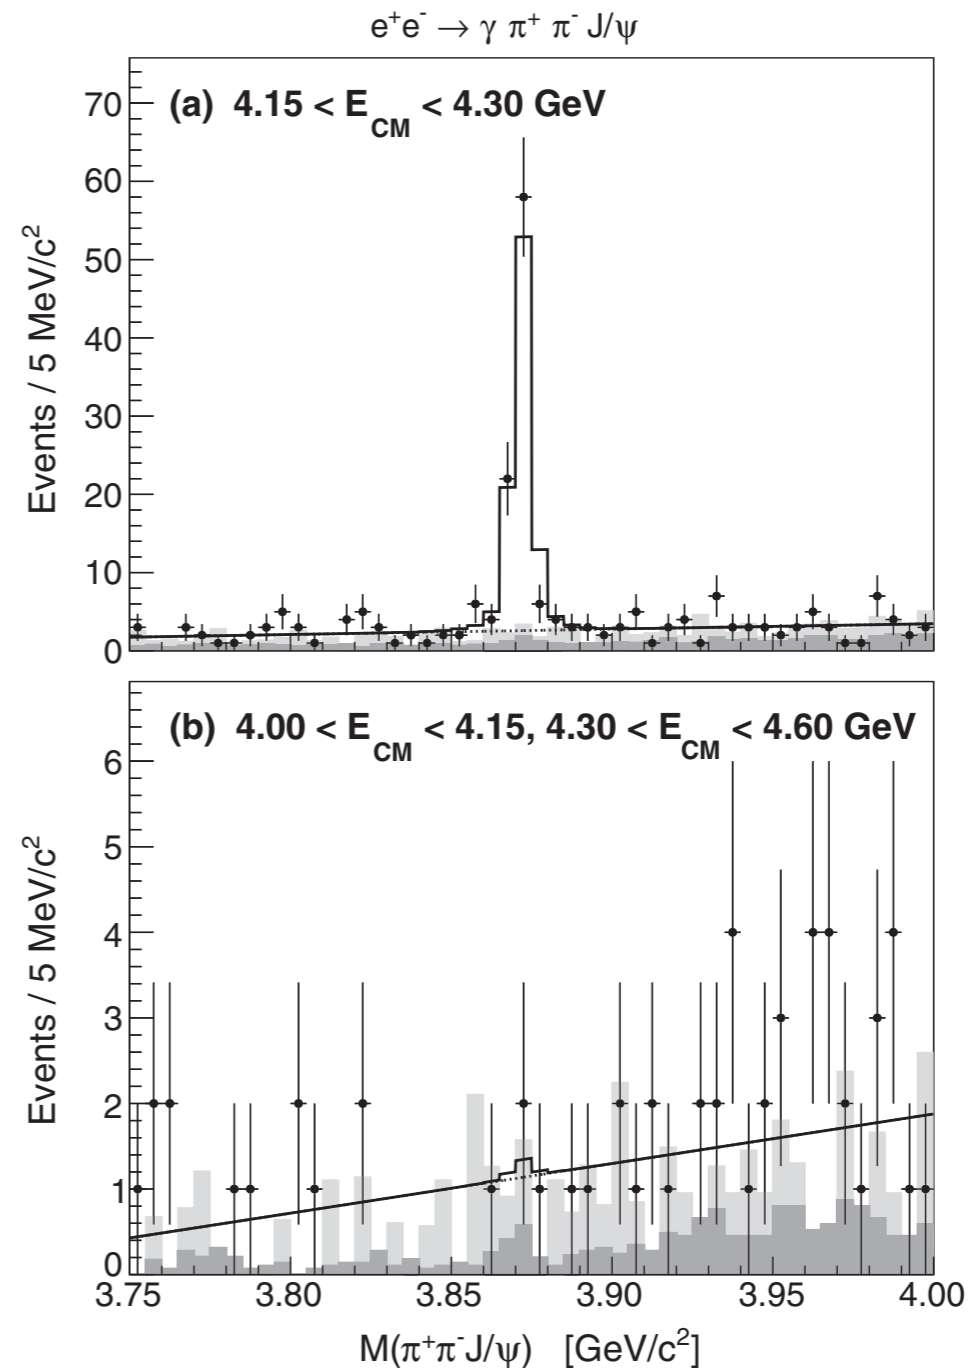 e⁺e⁻ → γ π⁺ π⁻ J/ψ
(a) 4.15 < E_CM < 4.30 GeV
Events / 5 MeV/c²
70
60
50
40
30
20
10
0
(b) 4.00 < E_CM < 4.15, 4.30 < E_CM < 4.60 GeV
Events / 5 MeV/c²
6
5
4
3
2
1
0
3.75 3.80 3.85 3.90 3.95 4.00
M(π⁺π⁻J/ψ) [GeV/c²]